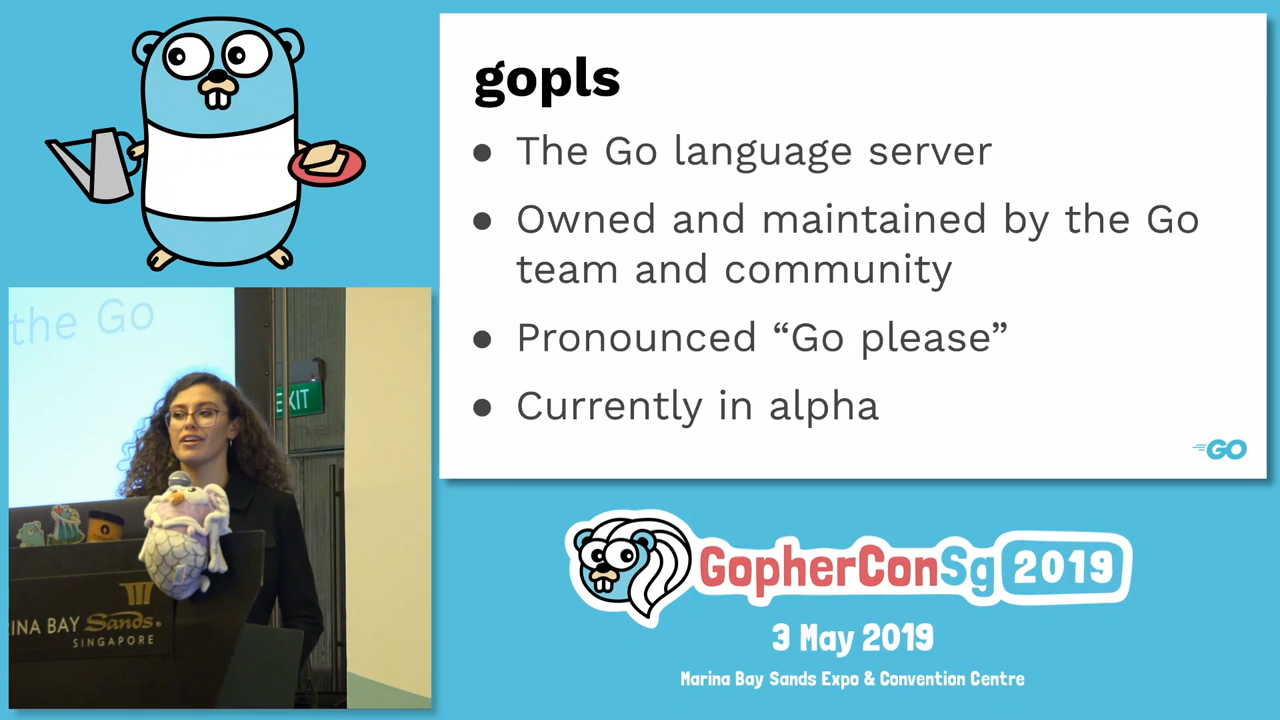 gopls
● The Go language server
● Owned and maintained by the Go
team and community
● Pronounced “Go please”
● Currently in alpha
GO
the Go
EXIT
RINA BAY Sands®
SINGAPORE
GopherConSg 2019
3 May 2019
Marina Bay Sands Expo & Convention Centre